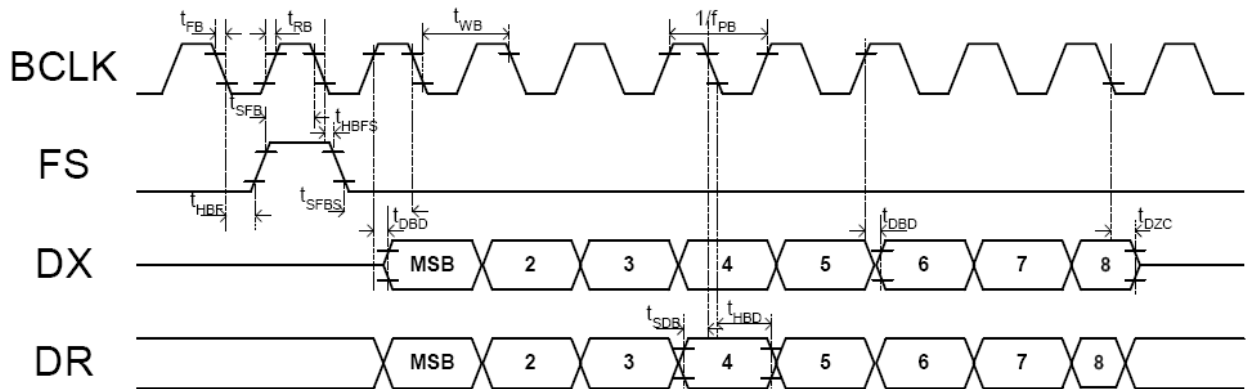 tFB tRB tWB 1/fPB
BCLK
tSFB tHBFS
FS
tHBF tSFBS
tDBD tDBD tDZC
DX MSB 2 3 4 5 6 7 8
tSDB tHBD
DR MSB 2 3 4 5 6 7 8